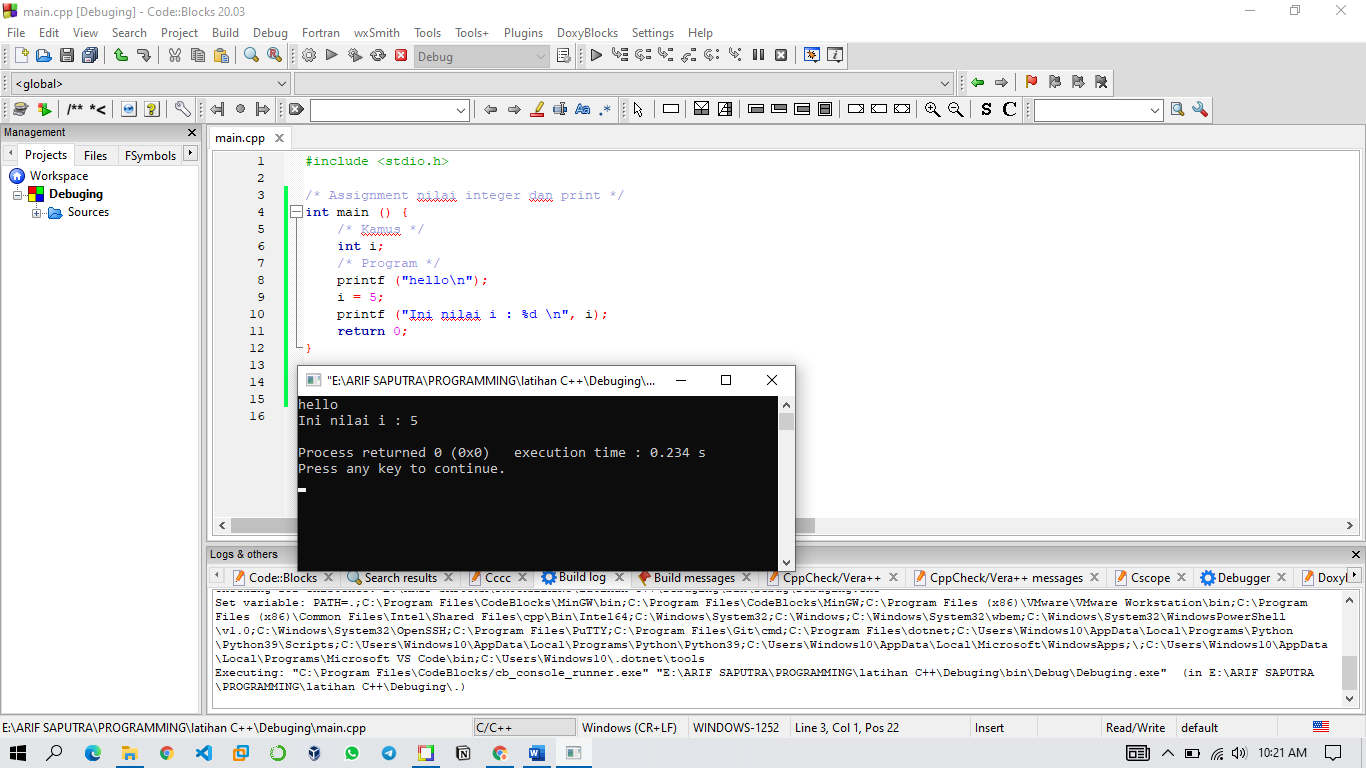 main.cpp [Debuging] - Code::Blocks 20.03
File Edit View Search Project Build Debug Fortran wxSmith Tools Tools+ Plugins DoxyBlocks Settings Help
Debug
<global>
/** *<
Aa .*
S C
Management
Projects Files FSymbols
Workspace
Debuging
Sources
main.cpp
1 #include <stdio.h>
2
3 /* Assignment nilai integer dan print */
4 int main () {
5 /* Kamus */
6 int i;
7 /* Program */
8 printf ("hello\n");
9 i = 5;
10 printf ("Ini nilai i : %d \n", i);
11 return 0;
12 }
13
14
15
16
"E:\ARIF SAPUTRA\PROGRAMMING\latihan C++\Debuging\...
hello
Ini nilai i : 5
Process returned 0 (0x0) execution time : 0.234 s
Press any key to continue.
Logs & others
Code::Blocks Search results Cccc Build log Build messages CppCheck/Vera++ CppCheck/Vera++ messages Cscope Debugger
Set variable: PATH=.;C:\Program Files\CodeBlocks\MinGW\bin;C:\Program Files\CodeBlocks\MinGW;C:\Program Files (x86)\VMware\VMware Workstation\bin;C:\Program
Files (x86)\Common Files\Intel\Shared Files\cpp\Bin\Intel64;C:\Windows\System32;C:\Windows;C:\Windows\System32\wbem;C:\Windows\System32\WindowsPowerShell
\v1.0;C:\Windows\System32\OpenSSH;C:\Program Files\PuTTY;C:\Program Files\Git\cmd;C:\Program Files\dotnet;C:\Users\Windows10\AppData\Local\Programs\Python
\Python39\Scripts;C:\Users\Windows10\AppData\Local\Programs\Python\Python39;C:\Users\Windows10\AppData\Local\Microsoft\WindowsApps;\;C:\Users\Windows10\AppData
\Local\Programs\Microsoft VS Code\bin;C:\Users\Windows10\.dotnet\tools
Executing: "C:\Program Files\CodeBlocks/cb_console_runner.exe" "E:\ARIF SAPUTRA\PROGRAMMING\latihan C++\Debuging\bin\Debug\Debuging.exe" (in E:\ARIF SAPUTRA
\PROGRAMMING\latihan C++\Debuging\.)
E:\ARIF SAPUTRA\PROGRAMMING\latihan C++\Debuging\main.cpp C/C++ Windows (CR+LF) WINDOWS-1252 Line 3, Col 1, Pos 22 Insert Read/Write default
10:21 AM